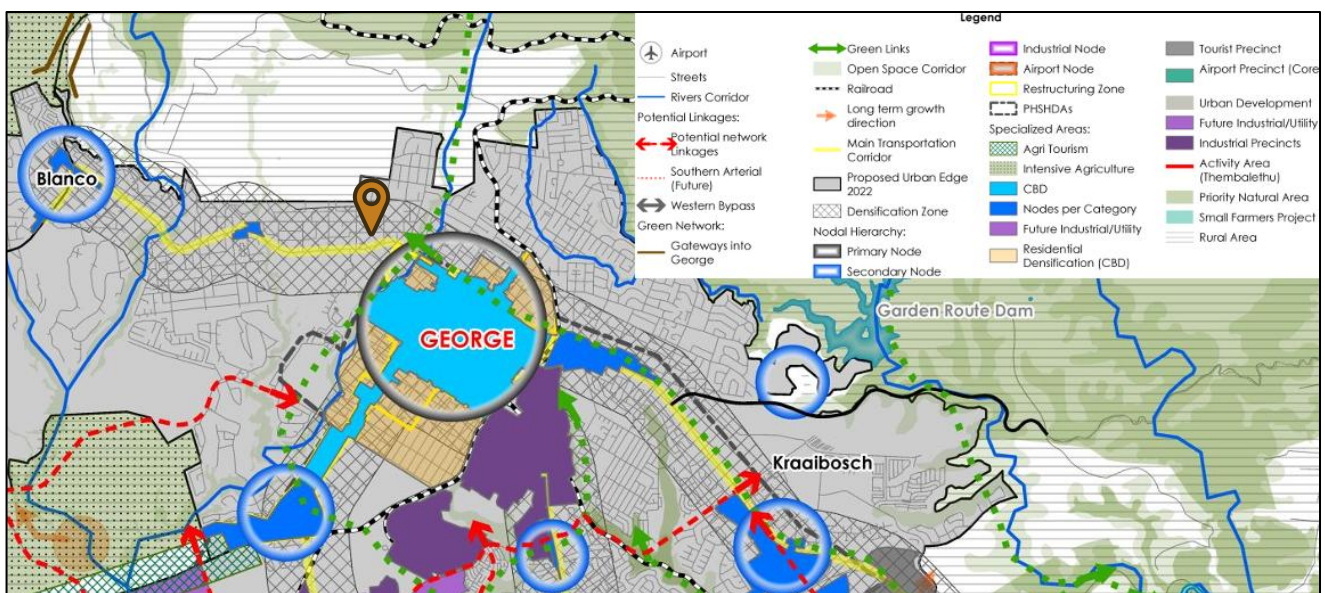 Legend
Airport
Streets
Rivers Corridor
Potential Linkages:
Potential network
Linkages
Southern Arterial
(Future)
Western Bypass
Green Network:
Gateways into
George
Green Links
Open Space Corridor
Railroad
Long term growth
direction
Main Transportation
Corridor
Proposed Urban Edge
2022
Densification Zone
Nodal Hierarchy:
Primary Node
Secondary Node
Industrial Node
Airport Node
Restructuring Zone
PHSHDAs
Specialized Areas:
Agri Tourism
Intensive Agriculture
CBD
Nodes per Category
Future Industrial/Utility
Residential
Densification (CBD)
Tourist Precinct
Airport Precinct (Core
Urban Development
Future Industrial/Utility
Industrial Precincts
Activity Area
(Thembalethu)
Priority Natural Area
Small Farmers Project
Rural Area
Blanco
GEORGE
Garden Route Dam
Kraaibosch